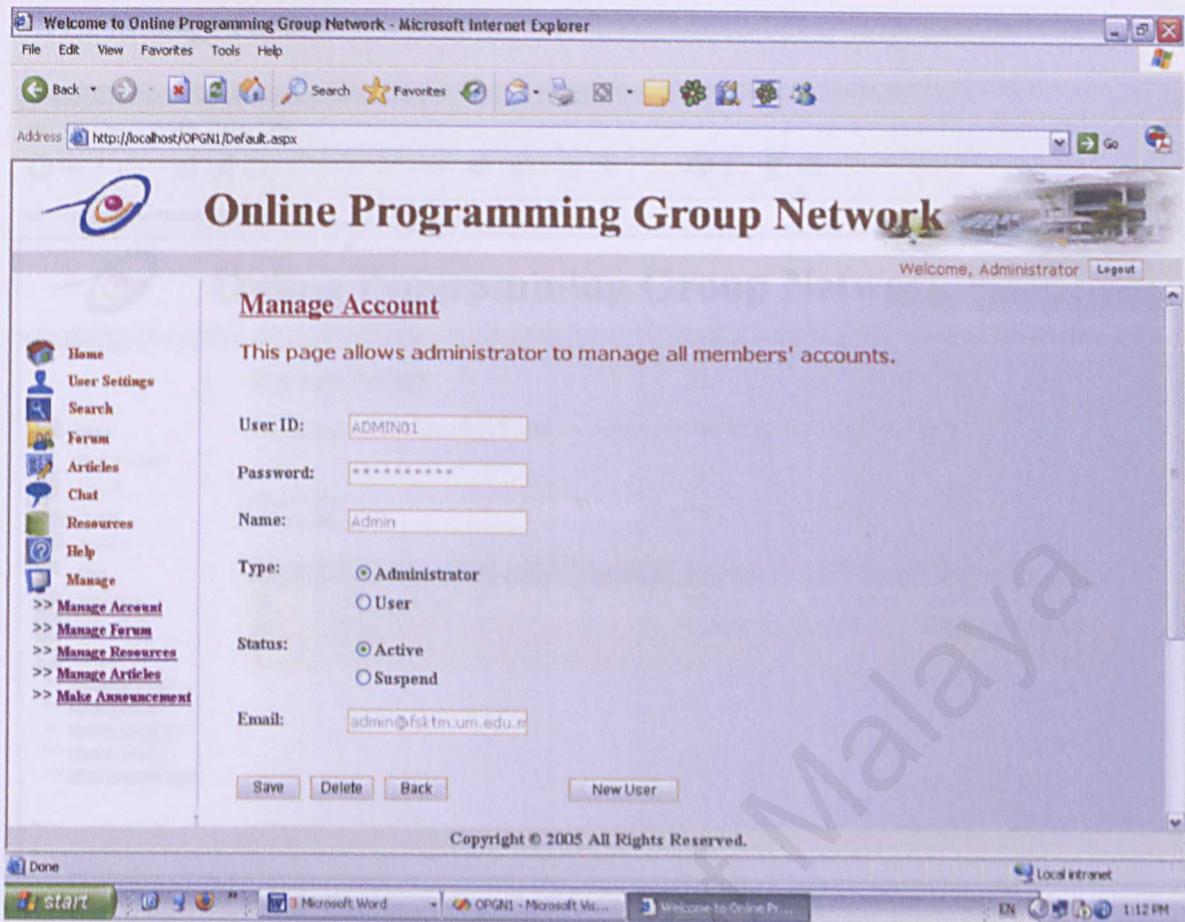 Welcome to Online Programming Group Network - Microsoft Internet Explorer
File Edit View Favorites Tools Help
Back Search Favorites
Address http://localhost/OPGN1/Default.aspx Go
Online Programming Group Network
Welcome, Administrator Logout
Manage Account
This page allows administrator to manage all members' accounts.
Home
User Settings
Search
Forum
Articles
Chat
Resources
Help
Manage
>> Manage Account
>> Manage Forum
>> Manage Resources
>> Manage Articles
>> Make Announcement
User ID: ADMIN01
Password: **********
Name: Admin
Type: Administrator
User
Status: Active
Suspend
Email: admin@fsktm.um.edu.m
Save Delete Back New User
Copyright © 2005 All Rights Reserved.
Done Local intranet
start 3 Microsoft Word OPGN1 - Microsoft Vis... Welcome to Online Pr... EN 1:12 PM
f Malaya